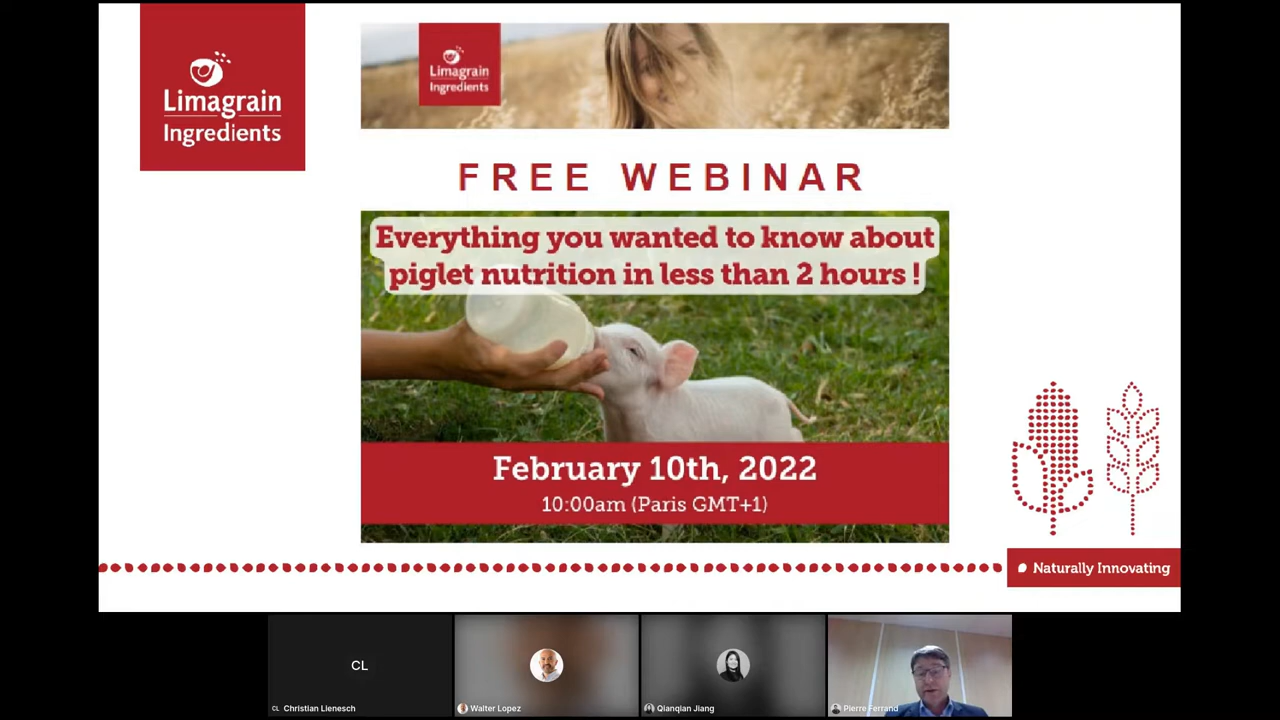 Limagrain
Ingredients
Limagrain
Ingredients
FREE WEBINAR
Everything you wanted to know about
piglet nutrition in less than 2 hours !
February 10th, 2022
10:00am (Paris GMT+1)
Naturally Innovating
CL
CL Christian Lienesch
Walter Lopez
Qianqian Jiang
Pierre Ferrand